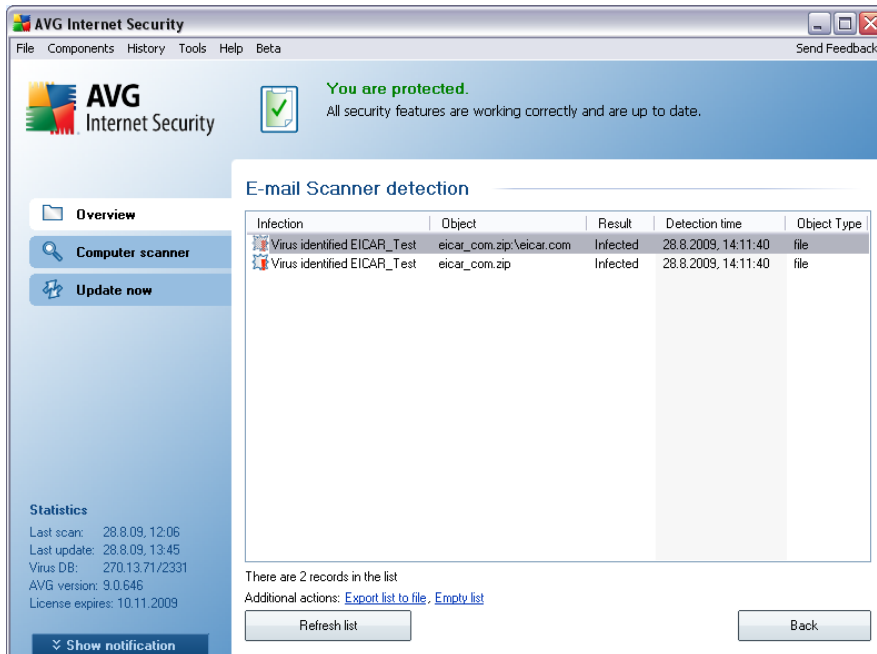 AVG Internet Security
File Components History Tools Help Beta Send Feedback
AVG
Internet Security
You are protected.
All security features are working correctly and are up to date.
Overview
Computer scanner
Update now
E-mail Scanner detection
Infection Object Result Detection time Object Type
Virus identified EICAR_Test eicar_com.zip:\eicar.com Infected 28.8.2009, 14:11:40 file
Virus identified EICAR_Test eicar_com.zip Infected 28.8.2009, 14:11:40 file
Statistics
Last scan: 28.8.09, 12:06
Last update: 28.8.09, 13:45
Virus DB: 270.13.71/2331
AVG version: 9.0.646
License expires: 10.11.2009
Show notification
There are 2 records in the list
Additional actions: Export list to file, Empty list
Refresh list Back